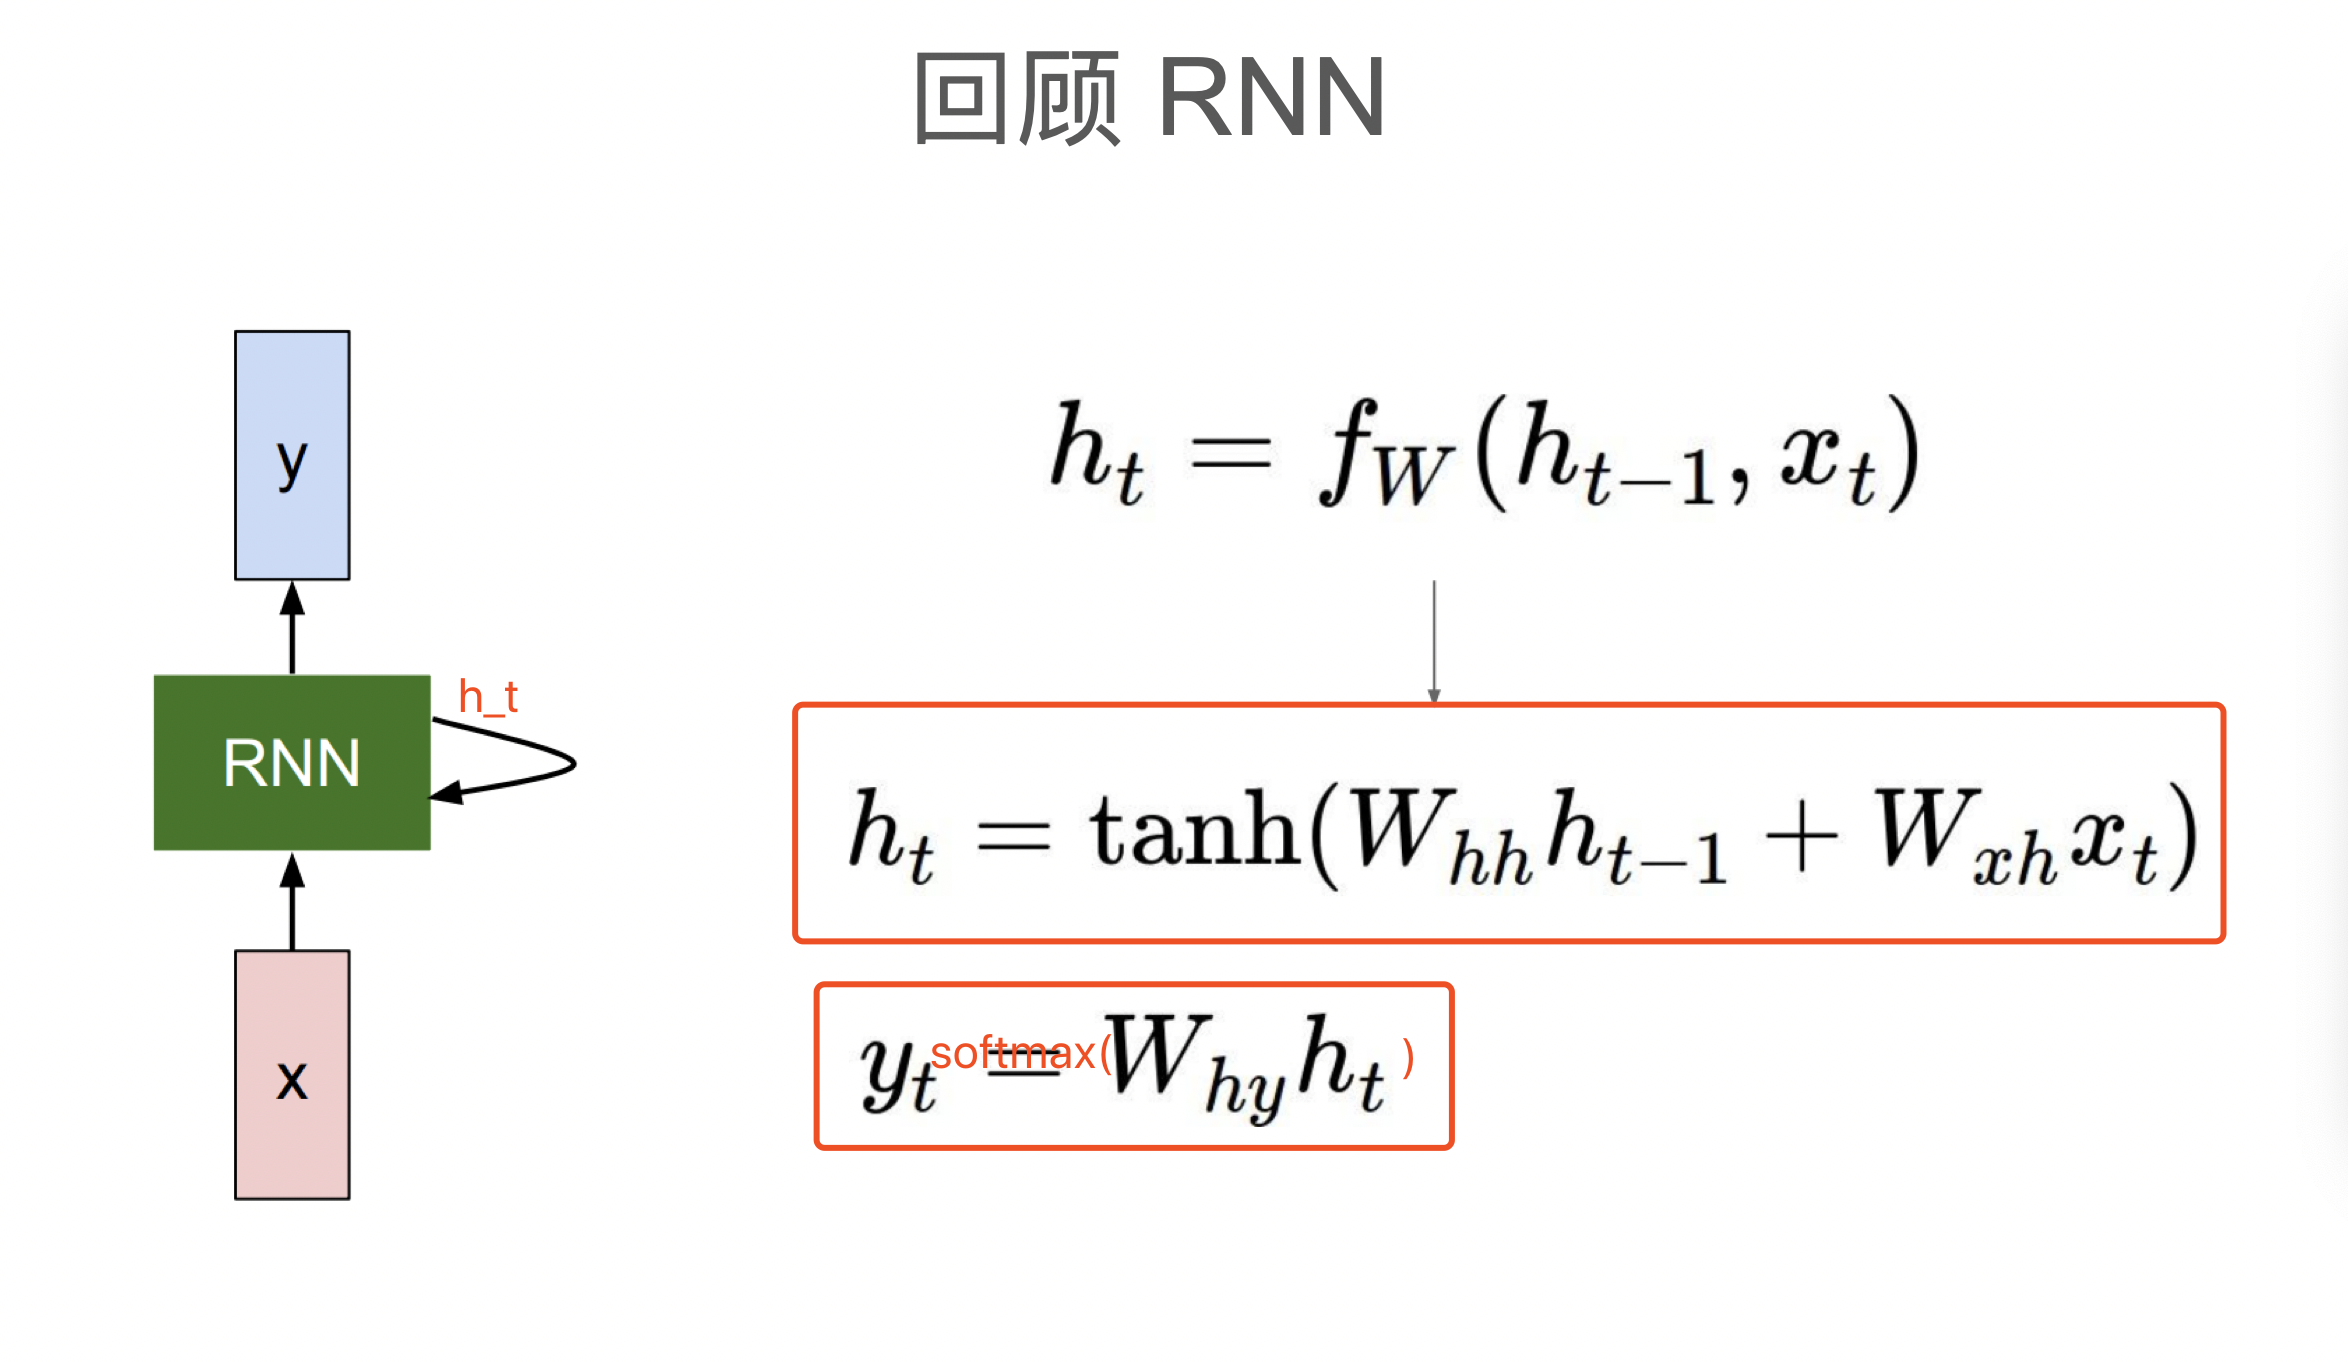 回顾 RNN
y
h_t
RNN
x
h_t = f_W(h_{t-1}, x_t)
h_t = tanh(W_{hh}h_{t-1} + W_{xh}x_t)
y_t = softmax(W_{hy}h_t)